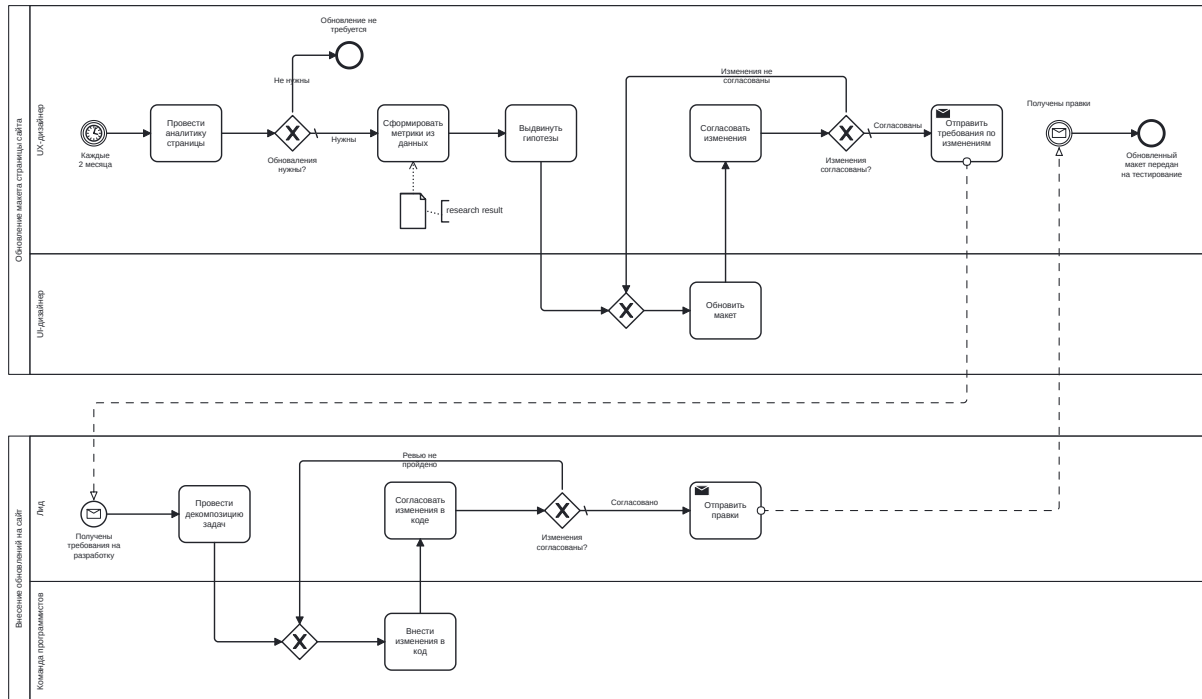 Обновление макета страницы сайта
UX-дизайнер
UI-дизайнер
Каждые
2 месяца
Провести
аналитику
страницы
Обноваления
нужны?
Не нужны
Обновление не
требуется
Нужны
Сформировать
метрики из
данных
research result
Выдвинуть
гипотезы
Обновить
макет
Согласовать
изменения
Изменения не
согласованы
Изменения
согласованы?
Согласованы
Отправить
требования по
изменениям
Получены правки
Обновленный
макет передан
на тестирование
Внесение обновлений на сайт
Лид
Команда программистов
Получены
требования на
разработку
Провести
декомпозицию
задач
Внести
изменения в
код
Согласовать
изменения в
коде
Ревью не
пройдено
Изменения
согласованы?
Согласовано
Отправить
правки